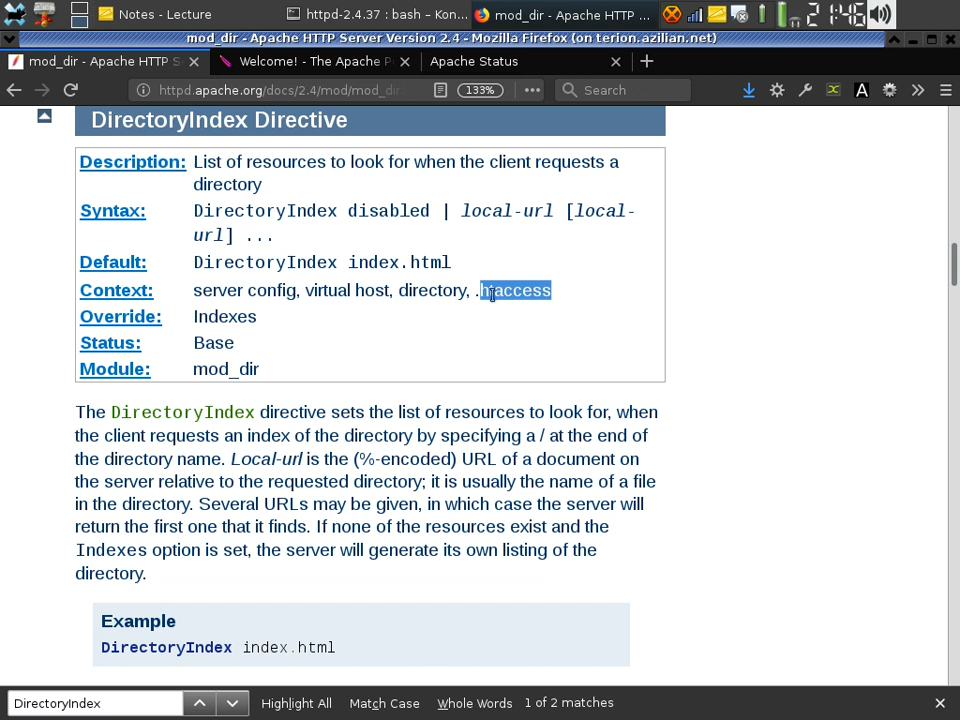 Notes - Lecture
httpd-2.4.37 : bash – Kon...
mod_dir - Apache HTTP ...
2 1:46
mod_dir - Apache HTTP Server Version 2.4 - Mozilla Firefox (on terion.azilian.net)
mod_dir - Apache HTTP S
Welcome! - The Apache P
Apache Status
httpd.apache.org/docs/2.4/mod/mod_dir
133%
Search
DirectoryIndex Directive
Description: List of resources to look for when the client requests a
directory
Syntax: DirectoryIndex disabled | local-url [local-
url] ...
Default: DirectoryIndex index.html
Context: server config, virtual host, directory, .htaccess
Override: Indexes
Status: Base
Module: mod_dir
The DirectoryIndex directive sets the list of resources to look for, when
the client requests an index of the directory by specifying a / at the end of
the directory name. Local-url is the (%-encoded) URL of a document on
the server relative to the requested directory; it is usually the name of a file
in the directory. Several URLs may be given, in which case the server will
return the first one that it finds. If none of the resources exist and the
Indexes option is set, the server will generate its own listing of the
directory.
Example
DirectoryIndex index.html
DirectoryIndex
Highlight All
Match Case
Whole Words
1 of 2 matches